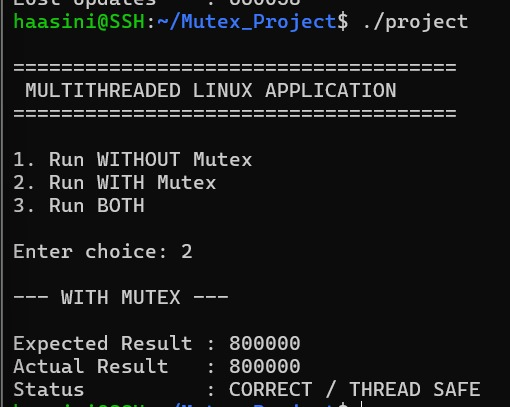 Lost Updates    : 660058
haasini@SSH:~/Mutex_Project$ ./project
=====================================
MULTITHREADED LINUX APPLICATION
=====================================
1. Run WITHOUT Mutex
2. Run WITH Mutex
3. Run BOTH
Enter choice: 2
--- WITH MUTEX ---
Expected Result : 800000
Actual Result   : 800000
Status          : CORRECT / THREAD SAFE
haasini@SSH:~/Mutex_Project$